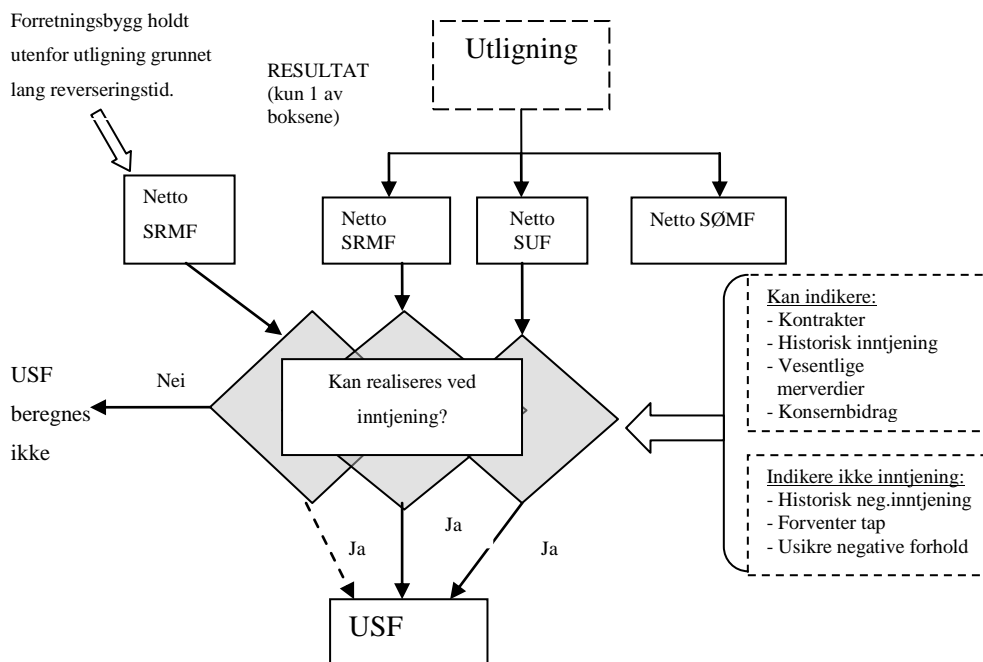 Forretningsbygg holdt
utenfor utligning grunnet
lang reverseringstid.
RESULTAT
(kun 1 av
boksene)
Utligning
Netto
SRMF
Netto
SRMF
Netto
SUF
Netto SØMF
Kan indikere:
- Kontrakter
- Historisk inntjening
- Vesentlige
merverdier
- Konsernbidrag
USF
beregnes
ikke
Nei
Kan realiseres ved
inntjening?
Indikere ikke inntjening:
- Historisk neg.inntjening
- Forventer tap
- Usikre negative forhold
Ja
Ja
Ja
USF